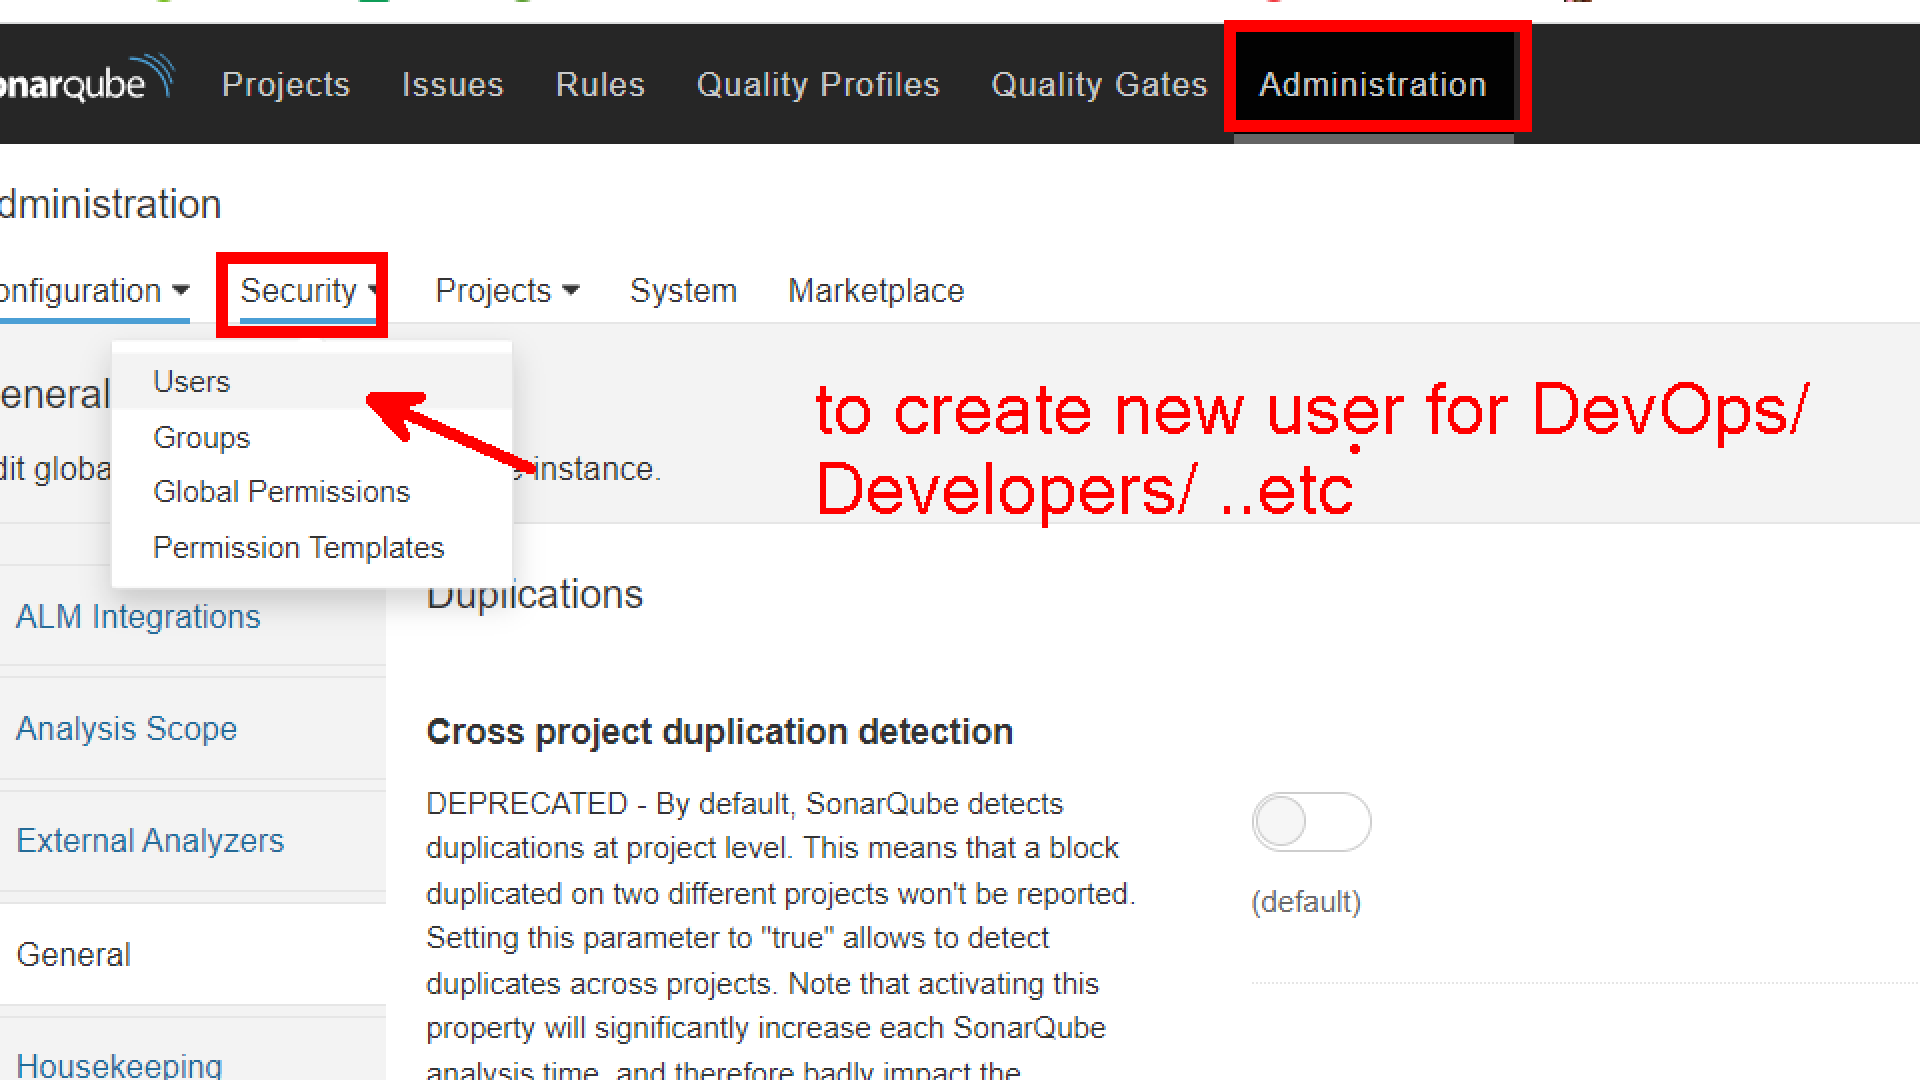 onarqube Projects Issues Rules Quality Profiles Quality Gates Administration
dministration
onfiguration Security Projects System Marketplace
Users
eneral
Groups
dit globa e instance.
Global Permissions
Permission Templates
to create new user for DevOps/
Developers/ ..etc
Duplications
ALM Integrations
Analysis Scope
External Analyzers
General
Housekeeping
Cross project duplication detection
DEPRECATED - By default, SonarQube detects
duplications at project level. This means that a block
duplicated on two different projects won't be reported.
Setting this parameter to "true" allows to detect
duplicates across projects. Note that activating this
property will significantly increase each SonarQube
analysis time, and therefore badly impact the
(default)